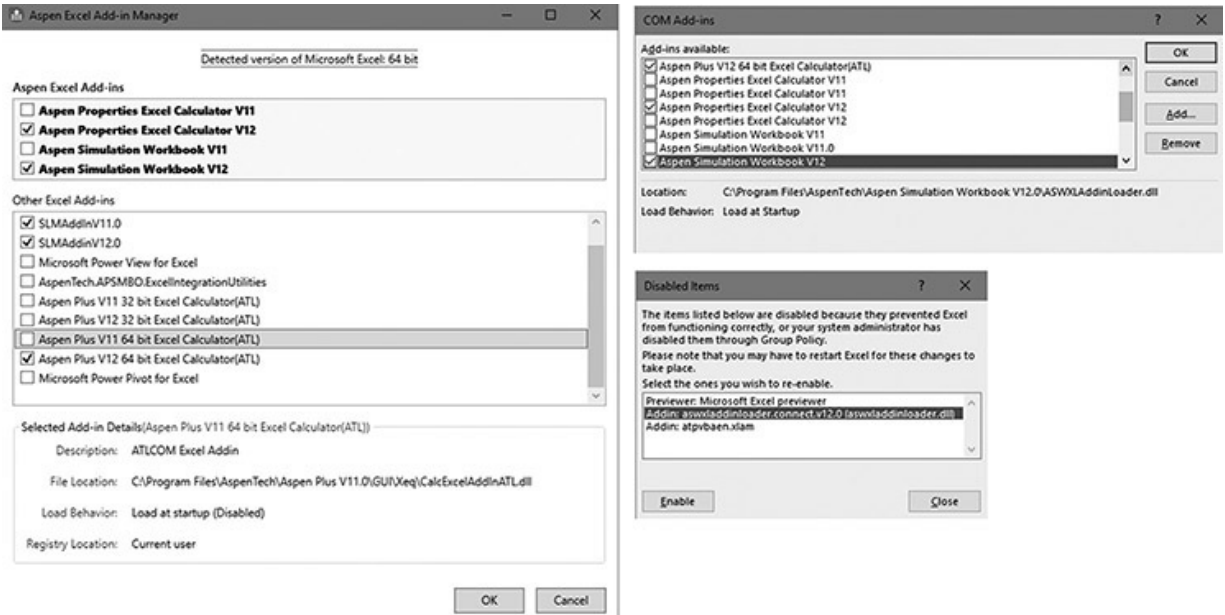 Aspen Excel Add-in Manager
Detected version of Microsoft Excel: 64 bit
Aspen Excel Add-ins
Aspen Properties Excel Calculator V11
Aspen Properties Excel Calculator V12
Aspen Simulation Workbook V11
Aspen Simulation Workbook V12
Other Excel Add-ins
SLMAddInV11.0
SLMAddinV12.0
Microsoft Power View for Excel
AspenTech.APSMBO.ExcelIntegrationUtilities
Aspen Plus V11 32 bit Excel Calculator(ATL)
Aspen Plus V12 32 bit Excel Calculator(ATL)
Aspen Plus V11 64 bit Excel Calculator(ATL)
Aspen Plus V12 64 bit Excel Calculator(ATL)
Microsoft Power Pivot for Excel
Selected Add-in Details(Aspen Plus V11 64 bit Excel Calculator(ATL))
Description: ATLCOM Excel Addin
File Location: C:\Program Files\AspenTech\Aspen Plus V11.0\GUI\Xeq\CalcExcelAddInATL.dll
Load Behavior: Load at startup (Disabled)
Registry Location: Current user
OK Cancel
COM Add-ins ?
Add-ins available:
Aspen Plus V12 64 bit Excel Calculator(ATL)
Aspen Properties Excel Calculator V11
Aspen Properties Excel Calculator V11
Aspen Properties Excel Calculator V12
Aspen Properties Excel Calculator V12
Aspen Simulation Workbook V11
Aspen Simulation Workbook V11.0
Aspen Simulation Workbook V12
OK
Cancel
Add...
Remove
Location: C:\Program Files\AspenTech\Aspen Simulation Workbook V12.0\ASWXLAddinLoader.dll
Load Behavior: Load at Startup
Disabled Items ?
The items listed below are disabled because they prevented Excel
from functioning correctly, or your system administrator has
disabled them through Group Policy.
Please note that you may have to restart Excel for these changes to
take place.
Select the ones you wish to re-enable.
Previewer: Microsoft Excel previewer
Addin: aswxladdinloader.connect.v12.0 (aswxladdinloader.dll)
Addin: atpvbaen.xlam
Enable Close